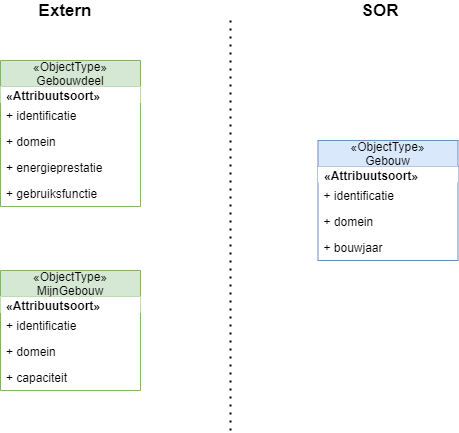 Extern
SOR
«ObjectType»
Gebouwdeel
«Attribuutsoort»
+ identificatie
+ domein
+ energieprestatie
+ gebruiksfunctie
«ObjectType»
Gebouw
«Attribuutsoort»
+ identificatie
+ domein
+ bouwjaar
«ObjectType»
MijnGebouw
«Attribuutsoort»
+ identificatie
+ domein
+ capaciteit